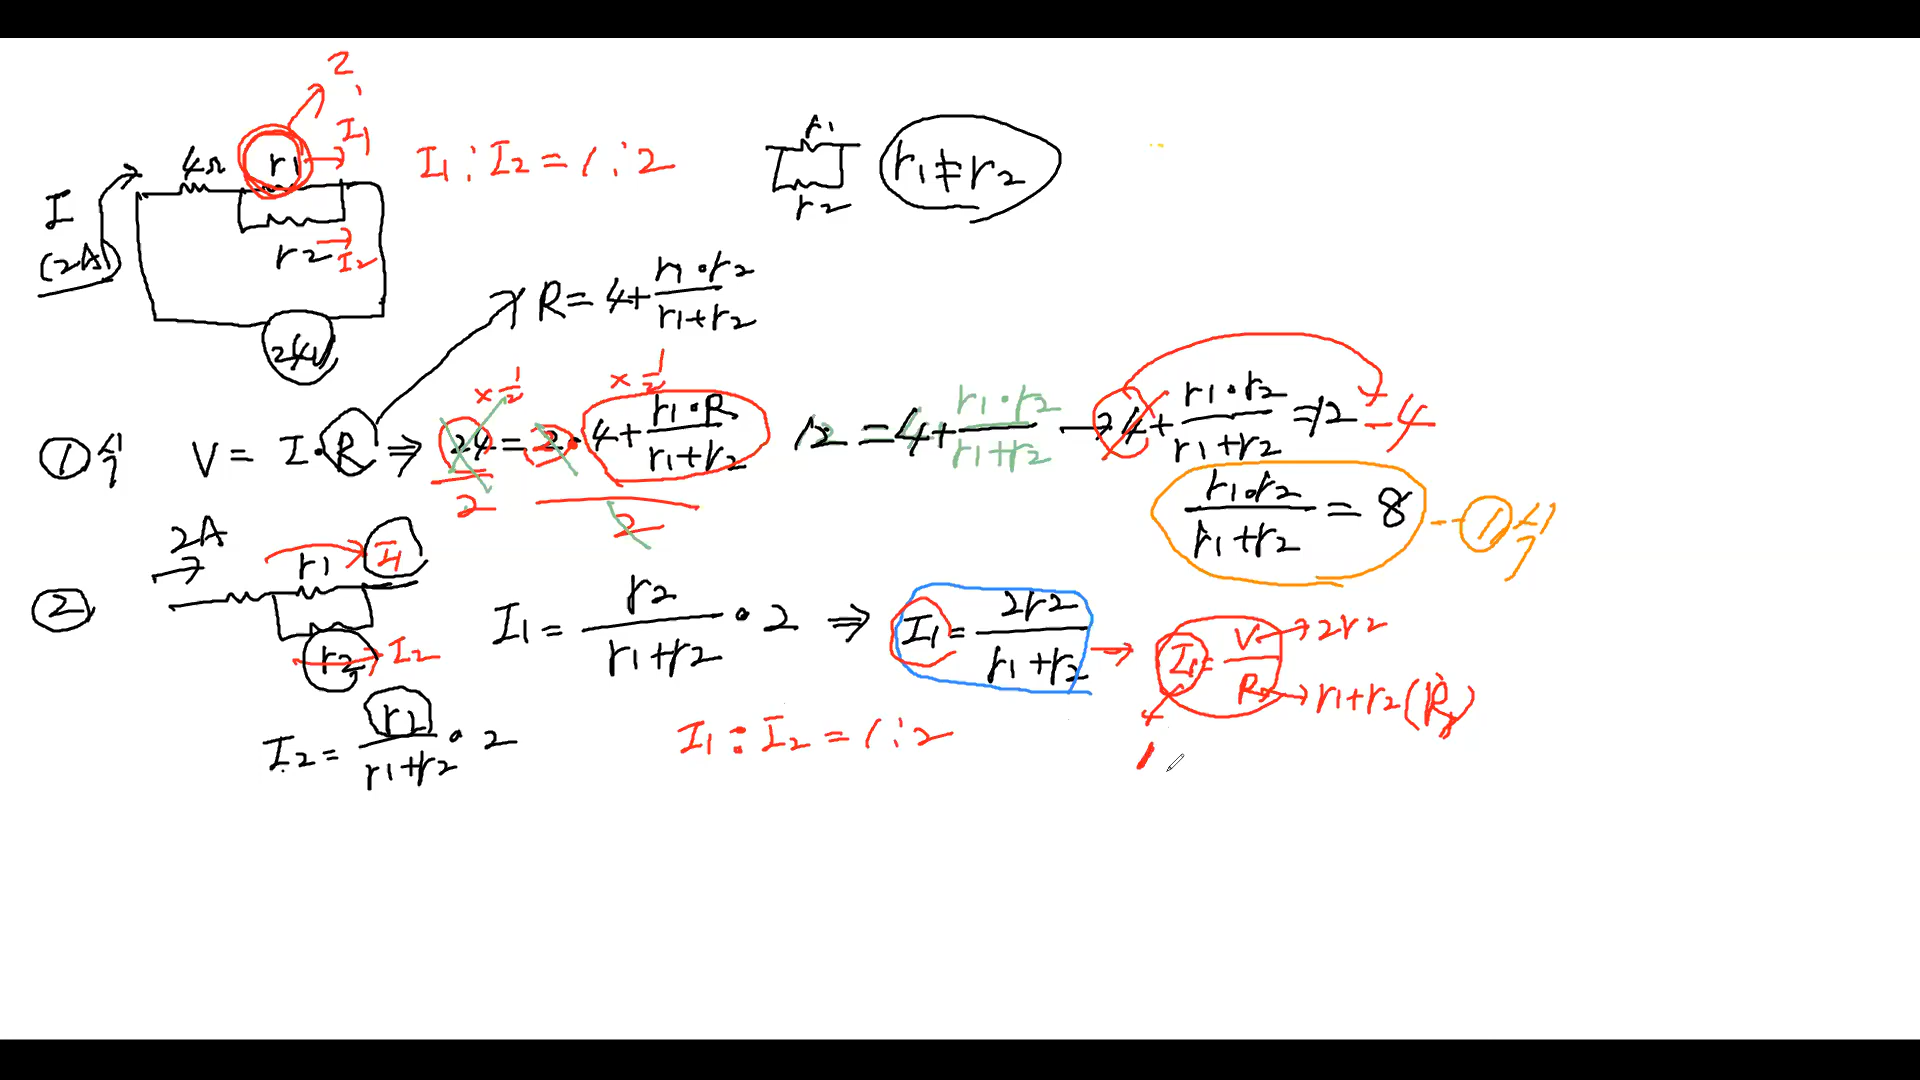 2
I1
4Ω r1
I1 : I2 = 1 : 2
r1
r1 ≠ r2
r2
I
(2A)
r2 I2
24V
R = 4 + r1·r2 / r1+r2
×1/2 ×1/2
①식 V = I·R ⇒ 24 = 2·4 + r1·R / r1+r2
2 2
12 = 4 + r1·r2 / r1+r2
4 + r1·r2 / r1+r2 = 12 -4
r1·r2 / r1+r2 = 8 --①식
2A
r1 I1
②
r2 I2
I1 = r2 / r1+r2 · 2 ⇒ I1 = 2r2 / r1+r2 → I1 = V / R
V → 2r2
R → r1+r2 (R)
1
I2 = r2 / r1+r2 · 2
I1 : I2 = 1 : 2